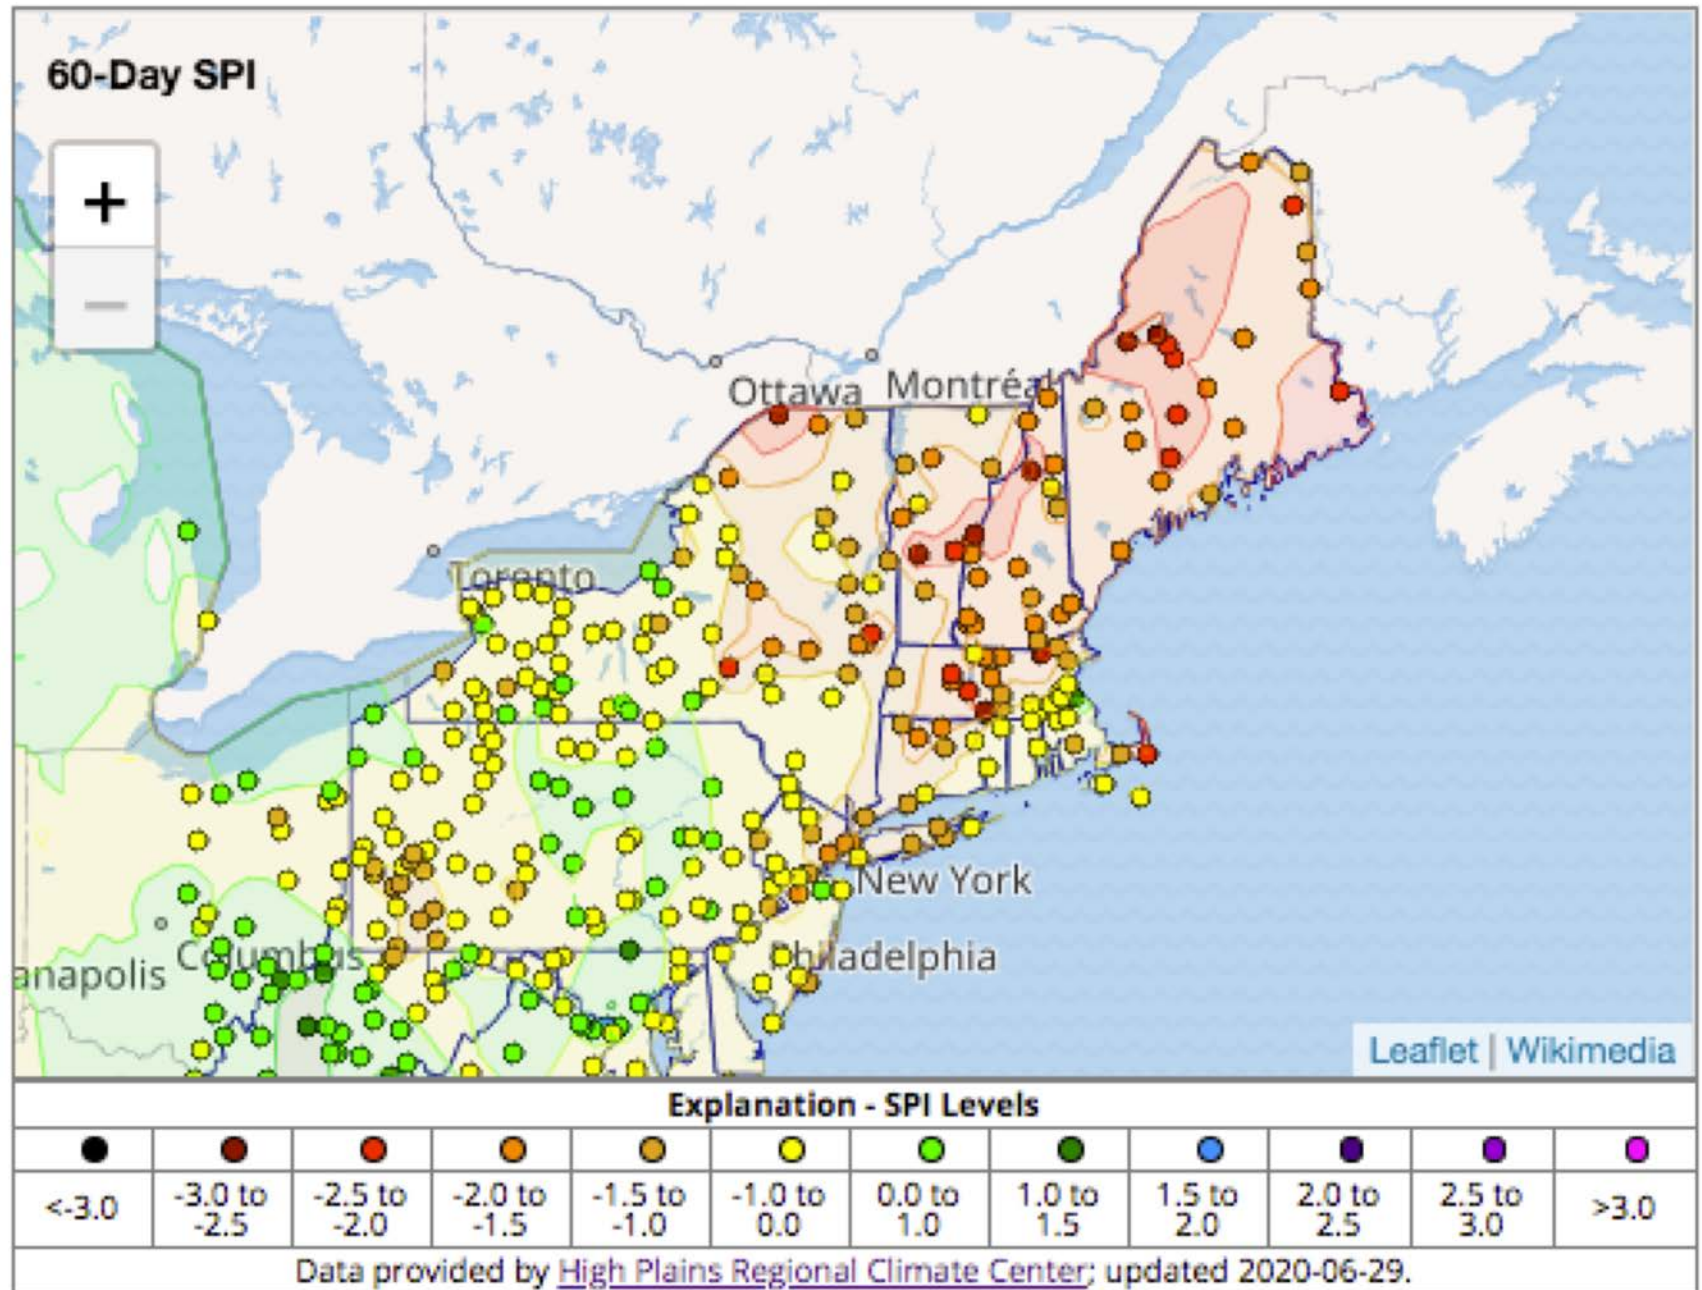 60-Day SPI
+
−
Ottawa
Montréal
Toronto
New York
Columbus
Philadelphia
anapolis
Leaflet | Wikimedia
Explanation - SPI Levels
<-3.0 -3.0 to -2.5 -2.5 to -2.0 -2.0 to -1.5 -1.5 to -1.0 -1.0 to 0.0 0.0 to 1.0 1.0 to 1.5 1.5 to 2.0 2.0 to 2.5 2.5 to 3.0 >3.0
Data provided by High Plains Regional Climate Center; updated 2020-06-29.